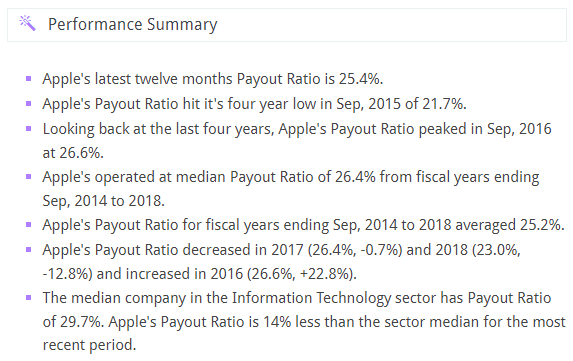 Performance Summary
Apple's latest twelve months Payout Ratio is 25.4%.
Apple's Payout Ratio hit it's four year low in Sep, 2015 of 21.7%.
Looking back at the last four years, Apple's Payout Ratio peaked in Sep, 2016
at 26.6%.
Apple's operated at median Payout Ratio of 26.4% from fiscal years ending
Sep, 2014 to 2018.
Apple's Payout Ratio for fiscal years ending Sep, 2014 to 2018 averaged 25.2%.
Apple's Payout Ratio decreased in 2017 (26.4%, -0.7%) and 2018 (23.0%,
-12.8%) and increased in 2016 (26.6%, +22.8%).
The median company in the Information Technology sector has Payout Ratio
of 29.7%. Apple's Payout Ratio is 14% less than the sector median for the most
recent period.